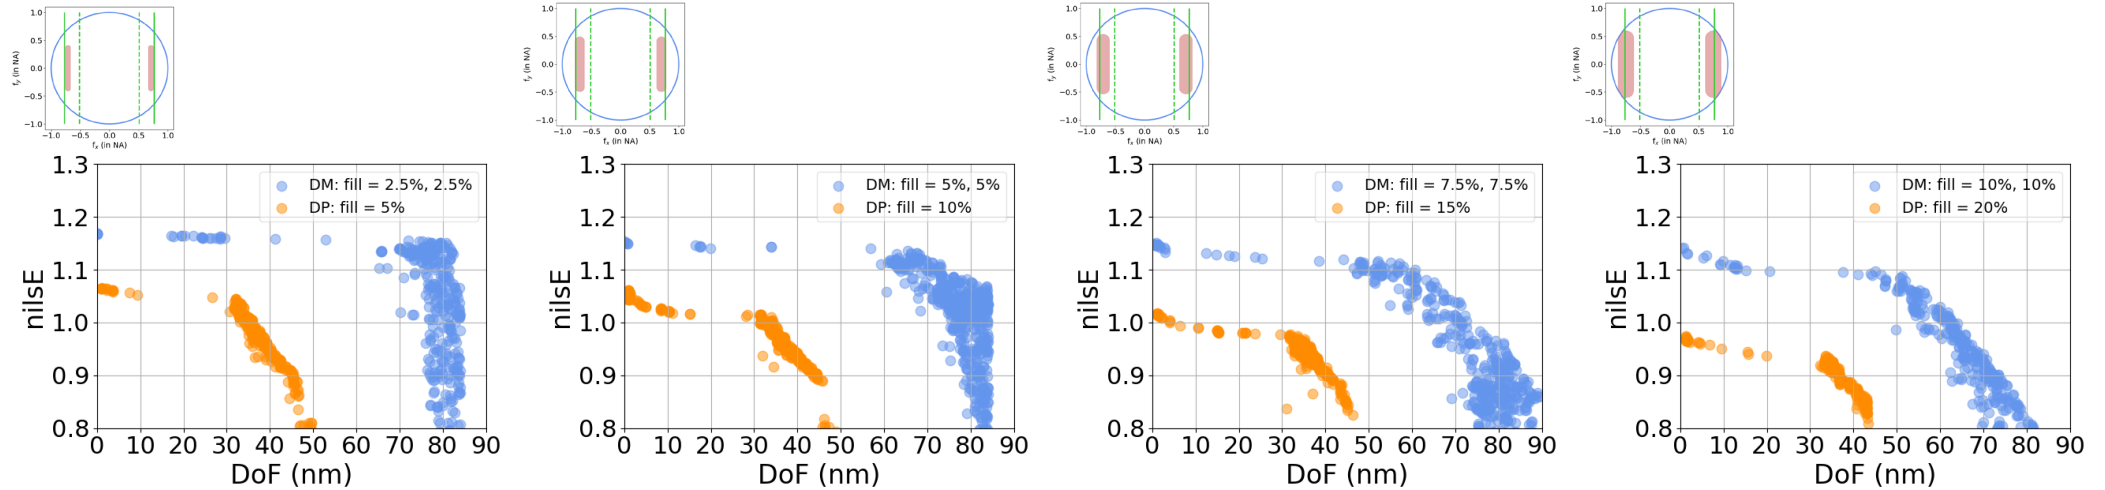 1.0
0.5
0.0
−0.5
−1.0
f_y (in NA)
−1.0 −0.5 0.0 0.5 1.0
f_x (in NA)
1.0
0.5
0.0
−0.5
−1.0
f_y (in NA)
−1.0 −0.5 0.0 0.5 1.0
f_x (in NA)
1.0
0.5
0.0
−0.5
−1.0
f_y (in NA)
−1.0 −0.5 0.0 0.5 1.0
f_x (in NA)
1.0
0.5
0.0
−0.5
−1.0
f_y (in NA)
−1.0 −0.5 0.0 0.5 1.0
f_x (in NA)
1.3
1.2
1.1
1.0
0.9
0.8
nilsE
DM: fill = 2.5%, 2.5%
DP: fill = 5%
0 10 20 30 40 50 60 70 80 90
DoF (nm)
1.3
1.2
1.1
1.0
0.9
0.8
nilsE
DM: fill = 5%, 5%
DP: fill = 10%
0 10 20 30 40 50 60 70 80 90
DoF (nm)
1.3
1.2
1.1
1.0
0.9
0.8
nilsE
DM: fill = 7.5%, 7.5%
DP: fill = 15%
0 10 20 30 40 50 60 70 80 90
DoF (nm)
1.3
1.2
1.1
1.0
0.9
0.8
nilsE
DM: fill = 10%, 10%
DP: fill = 20%
0 10 20 30 40 50 60 70 80 90
DoF (nm)